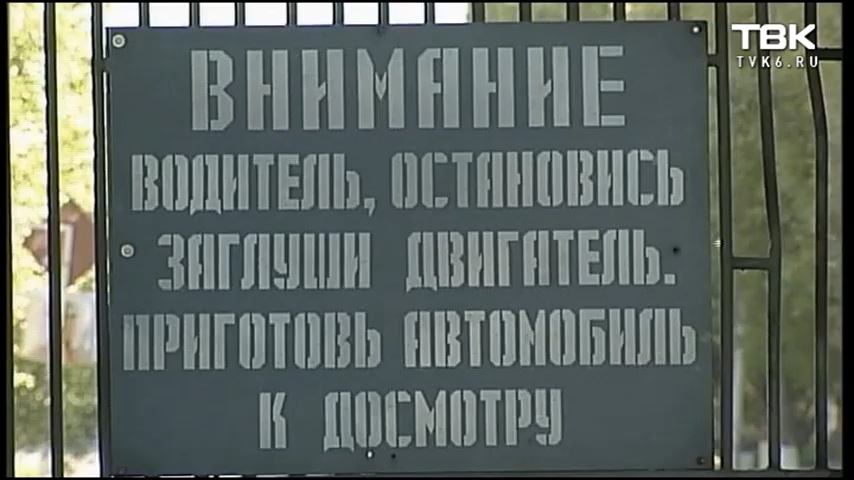 ТВК
TVK6.RU
ВНИМАНИЕ
ВОДИТЕЛЬ, ОСТАНОВИСЬ
ЗАГЛУШИ ДВИГАТЕЛЬ.
ПРИГОТОВЬ АВТОМОБИЛЬ
К ДОСМОТРУ